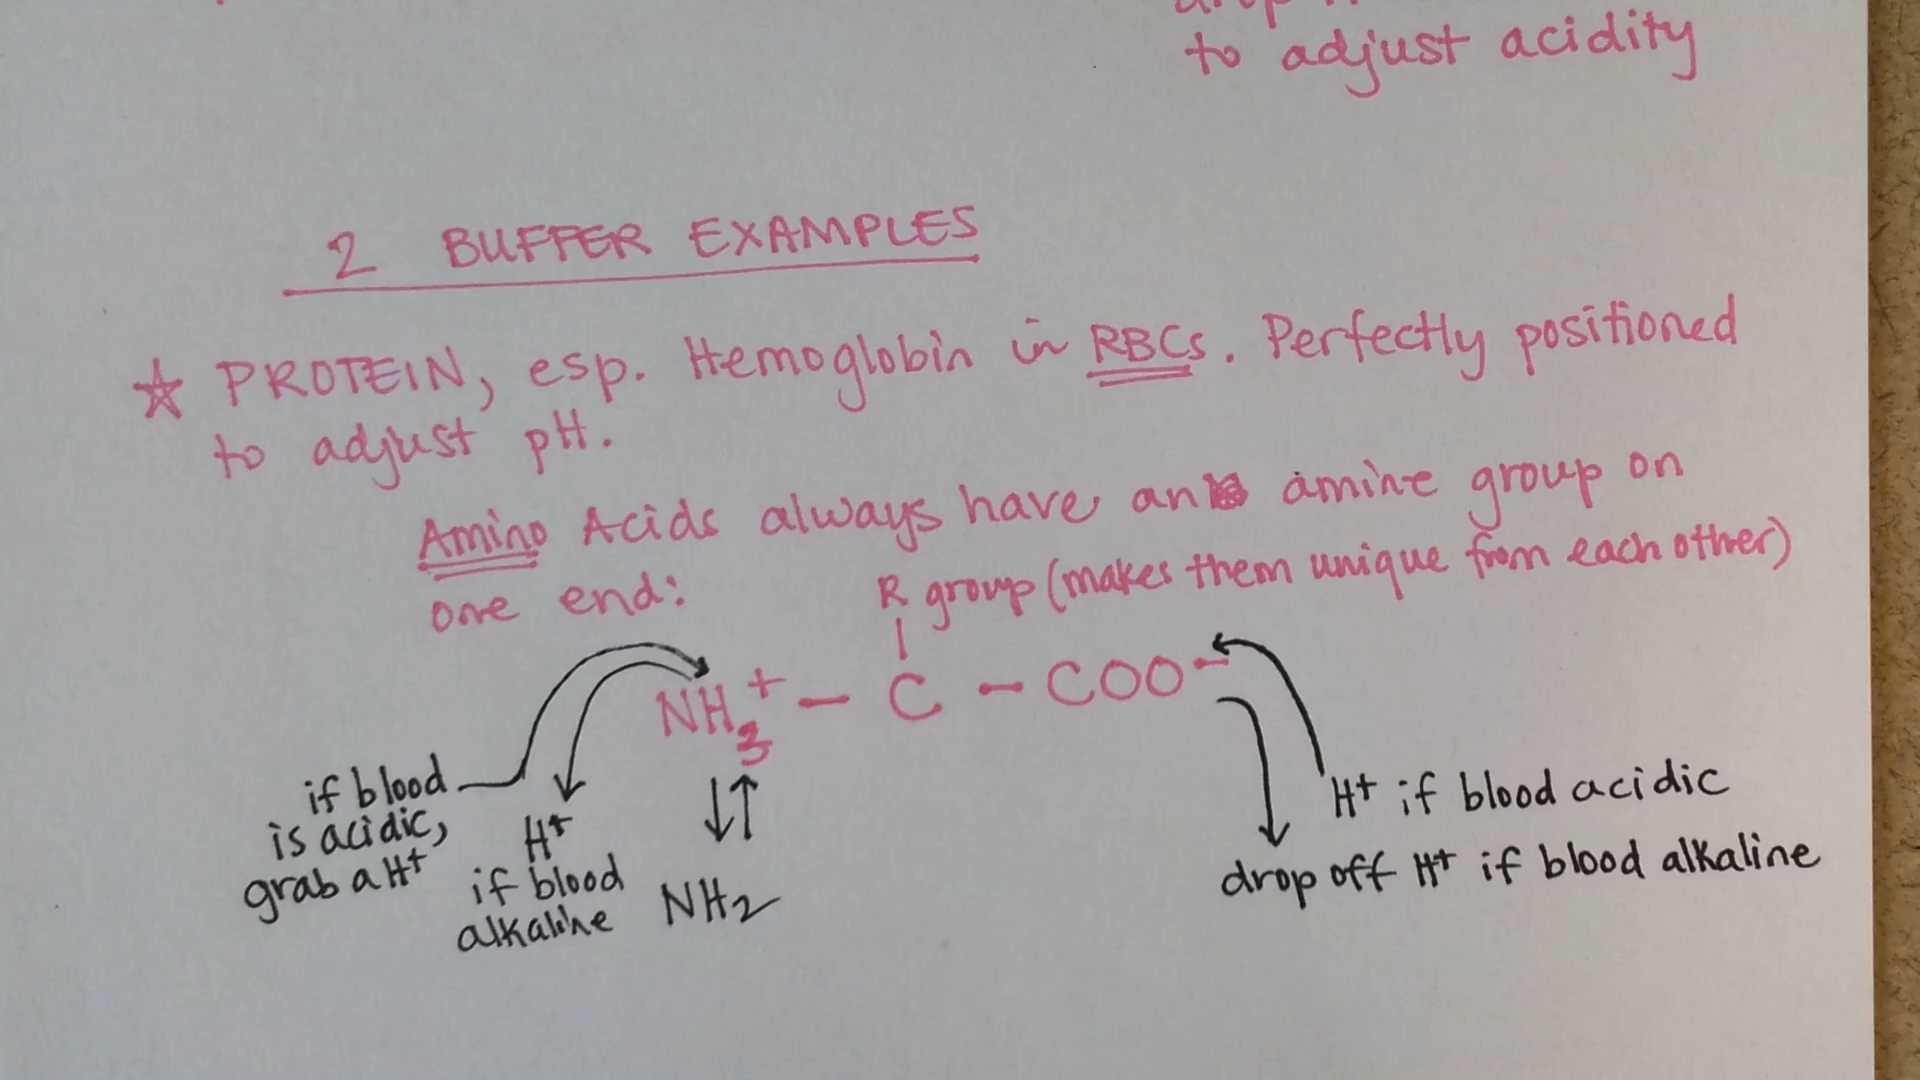 to adjust acidity
2 BUFFER EXAMPLES
☆ PROTEIN, esp. Hemoglobin in RBCs. Perfectly positioned
to adjust pH.
Amino Acids always have an amine group on
one end:
R group (makes them unique from each other)
NH3+ – C – COO-
if blood
is acidic,
grab a H+
H+
if blood
alkaline
NH2
H+ if blood acidic
drop off H+ if blood alkaline